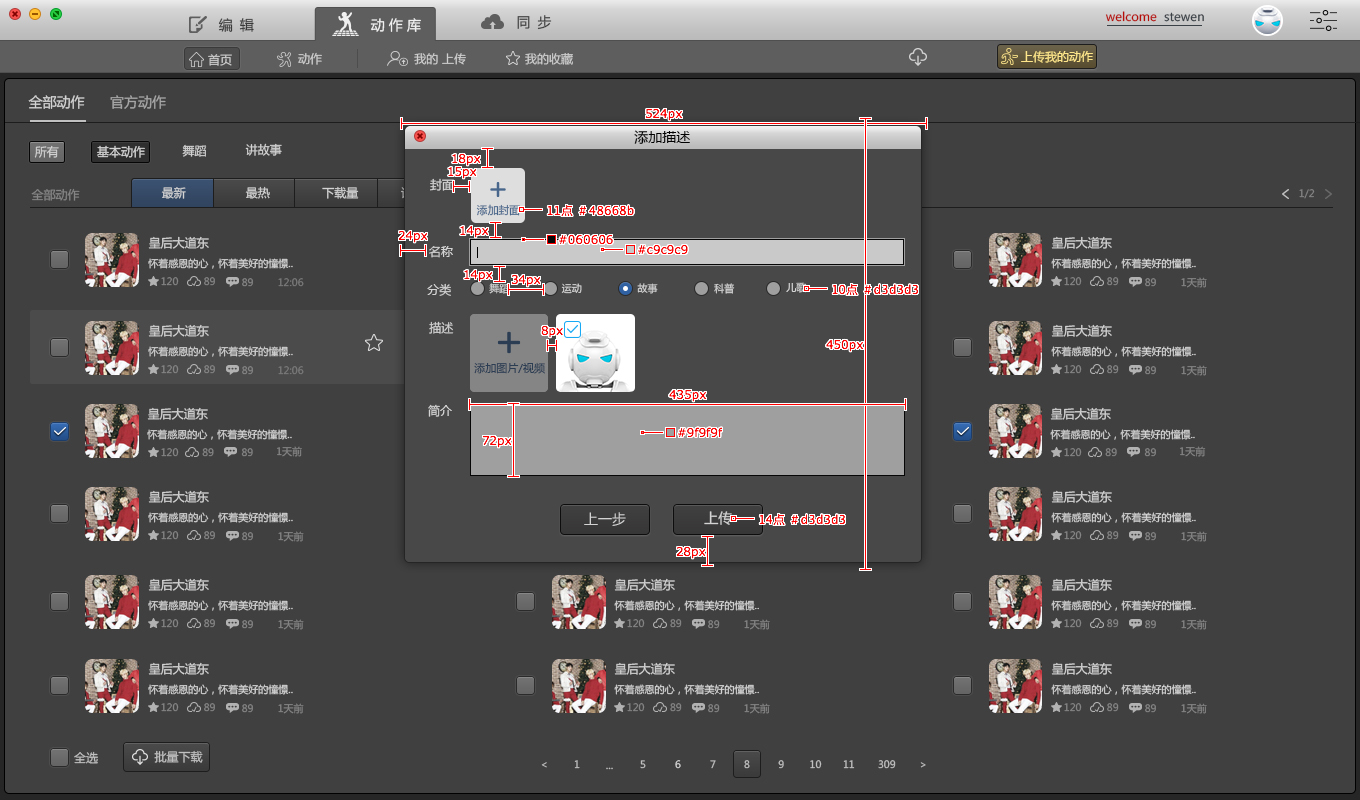 编 辑
动作库
同 步
welcome stewen
首页
动作
我的 上传
我的收藏
上传我的动作
全部动作
官方动作
所有
基本动作
舞蹈
讲故事
全部动作
最新
最热
下载量
< 1/2 >
524px
添加描述
18px
15px
封面
添加封面
11点 #48668b
14px
24px
名称
#060606
#c9c9c9
14px
34px
分类
舞蹈
运动
故事
科普
儿歌
10点 #d3d3d3
描述
添加图片/视频
8px
450px
简介
435px
72px
#9f9f9f
上一步
上传
14点 #d3d3d3
28px
皇后大道东
怀着感恩的心，怀着美好的憧憬..
120 89 89 12:06
皇后大道东
怀着感恩的心，怀着美好的憧憬..
120 89 89 1天前
皇后大道东
怀着感恩的心，怀着美好的憧憬..
120 89 89 12:06
皇后大道东
怀着感恩的心，怀着美好的憧憬..
120 89 89 1天前
皇后大道东
怀着感恩的心，怀着美好的憧憬..
120 89 89 1天前
皇后大道东
怀着感恩的心，怀着美好的憧憬..
120 89 89 1天前
皇后大道东
怀着感恩的心，怀着美好的憧憬..
120 89 89 1天前
皇后大道东
怀着感恩的心，怀着美好的憧憬..
120 89 89 1天前
皇后大道东
怀着感恩的心，怀着美好的憧憬..
120 89 89 1天前
皇后大道东
怀着感恩的心，怀着美好的憧憬..
120 89 89 1天前
皇后大道东
怀着感恩的心，怀着美好的憧憬..
120 89 89 1天前
皇后大道东
怀着感恩的心，怀着美好的憧憬..
120 89 89 1天前
皇后大道东
怀着感恩的心，怀着美好的憧憬..
120 89 89 1天前
皇后大道东
怀着感恩的心，怀着美好的憧憬..
120 89 89 1天前
全选
批量下载
< 1 ... 5 6 7 8 9 10 11 309 >